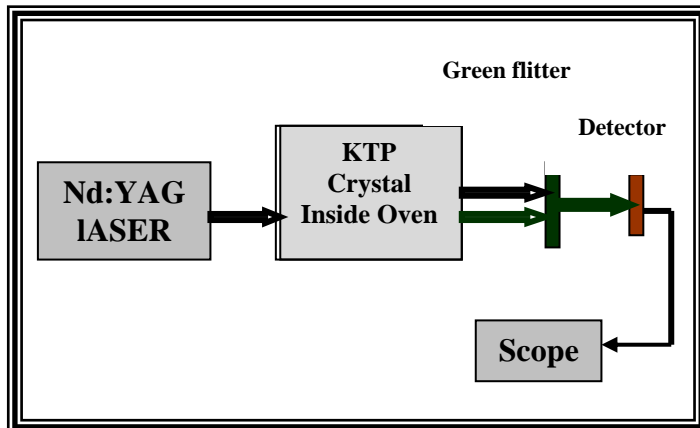 Green flitter
Detector
KTP
Crystal
Inside Oven
Nd:YAG
lASER
Scope